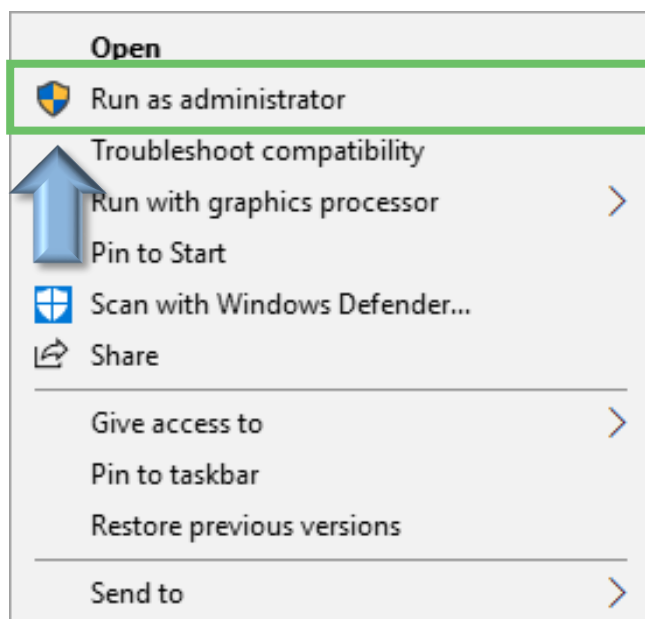 Open
Run as administrator
Troubleshoot compatibility
Run with graphics processor
Pin to Start
Scan with Windows Defender...
Share
Give access to
Pin to taskbar
Restore previous versions
Send to